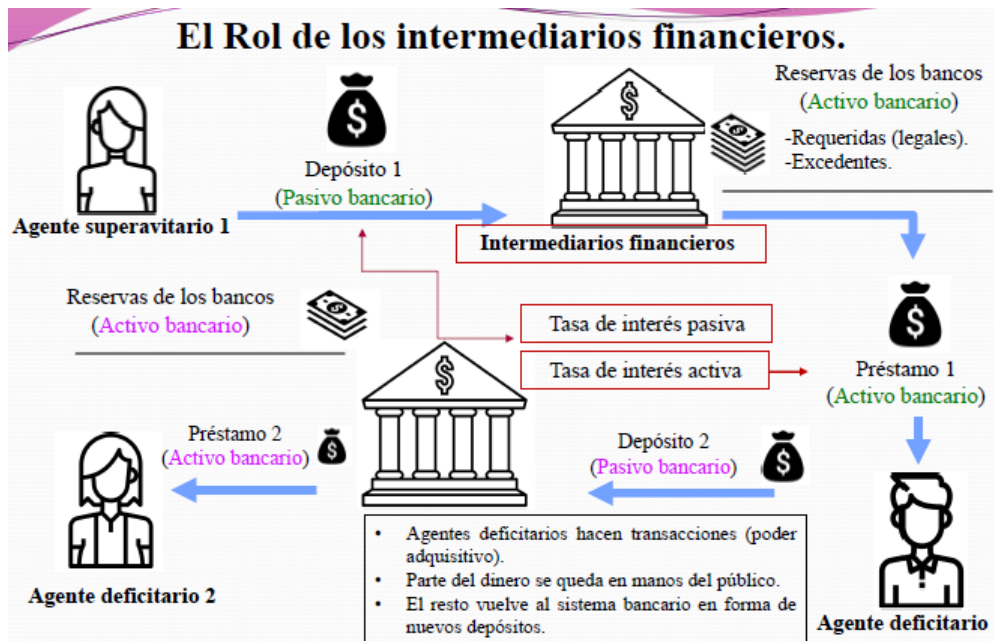 El Rol de los intermediarios financieros.
Reservas de los bancos
(Activo bancario)
-Requeridas (legales).
-Excedentes.
Depósito 1
(Pasivo bancario)
Agente superavitario 1
Intermediarios financieros
Reservas de los bancos
(Activo bancario)
Tasa de interés pasiva
Tasa de interés activa
Préstamo 1
(Activo bancario)
Préstamo 2
(Activo bancario)
Depósito 2
(Pasivo bancario)
• Agentes deficitarios hacen transacciones (poder
adquisitivo).
• Parte del dinero se queda en manos del público.
• El resto vuelve al sistema bancario en forma de
nuevos depósitos.
Agente deficitario 2
Agente deficitario